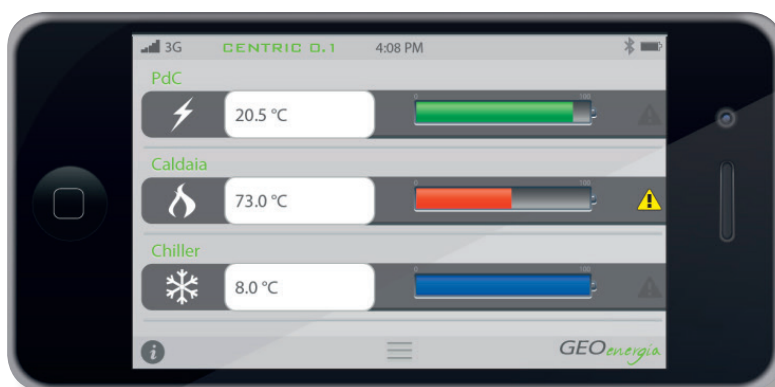 3G CENTRIC 0.1 4:08 PM
PdC
20.5 °C
0 100
Caldaia
73.0 °C
0 100
Chiller
8.0 °C
0 100
GEOenergia